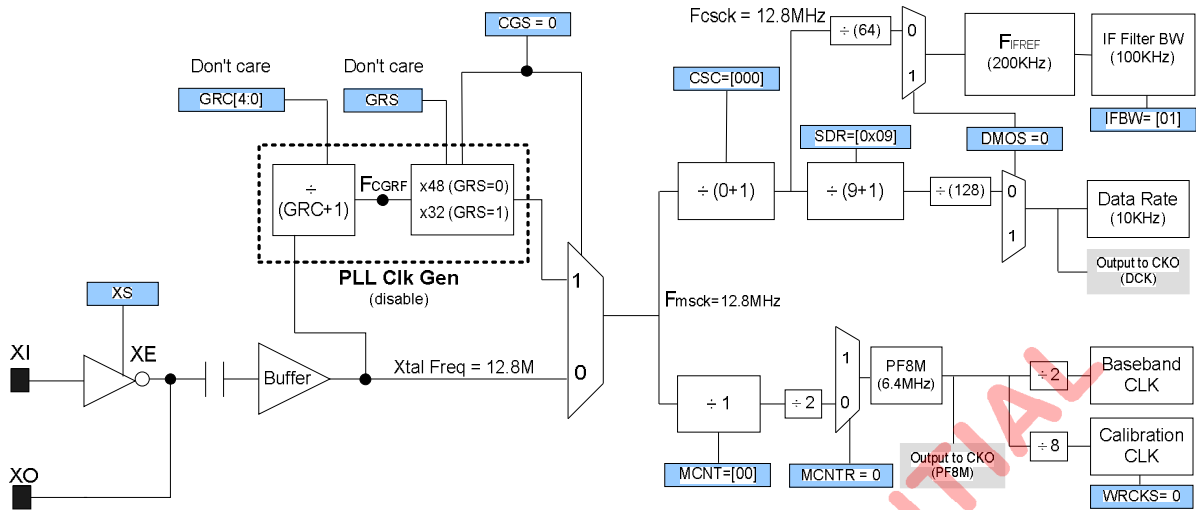 CGS = 0
Fcsck = 12.8MHz
÷ (64)
0
1
FIFREF
(200KHz)
IF Filter BW
(100KHz)
IFBW= [01]
Don't care
GRC[4:0]
Don't care
GRS
CSC=[000]
SDR=[0x09]
DMOS =0
÷
(GRC+1)
FCGRF
x48 (GRS=0)
x32 (GRS=1)
÷ (0+1)
÷ (9+1)
÷ (128)
0
1
Data Rate
(10KHz)
Output to CKO
(DCK)
PLL Clk Gen
(disable)
1
0
Fmsck=12.8MHz
XS
XI
XE
Buffer
Xtal Freq = 12.8M
XO
÷ 1
÷ 2
1
0
PF8M
(6.4MHz)
÷2
Baseband
CLK
÷8
Calibration
CLK
Output to CKO
(PF8M)
MCNT=[00]
MCNTR = 0
WRCKS= 0
NTIAL